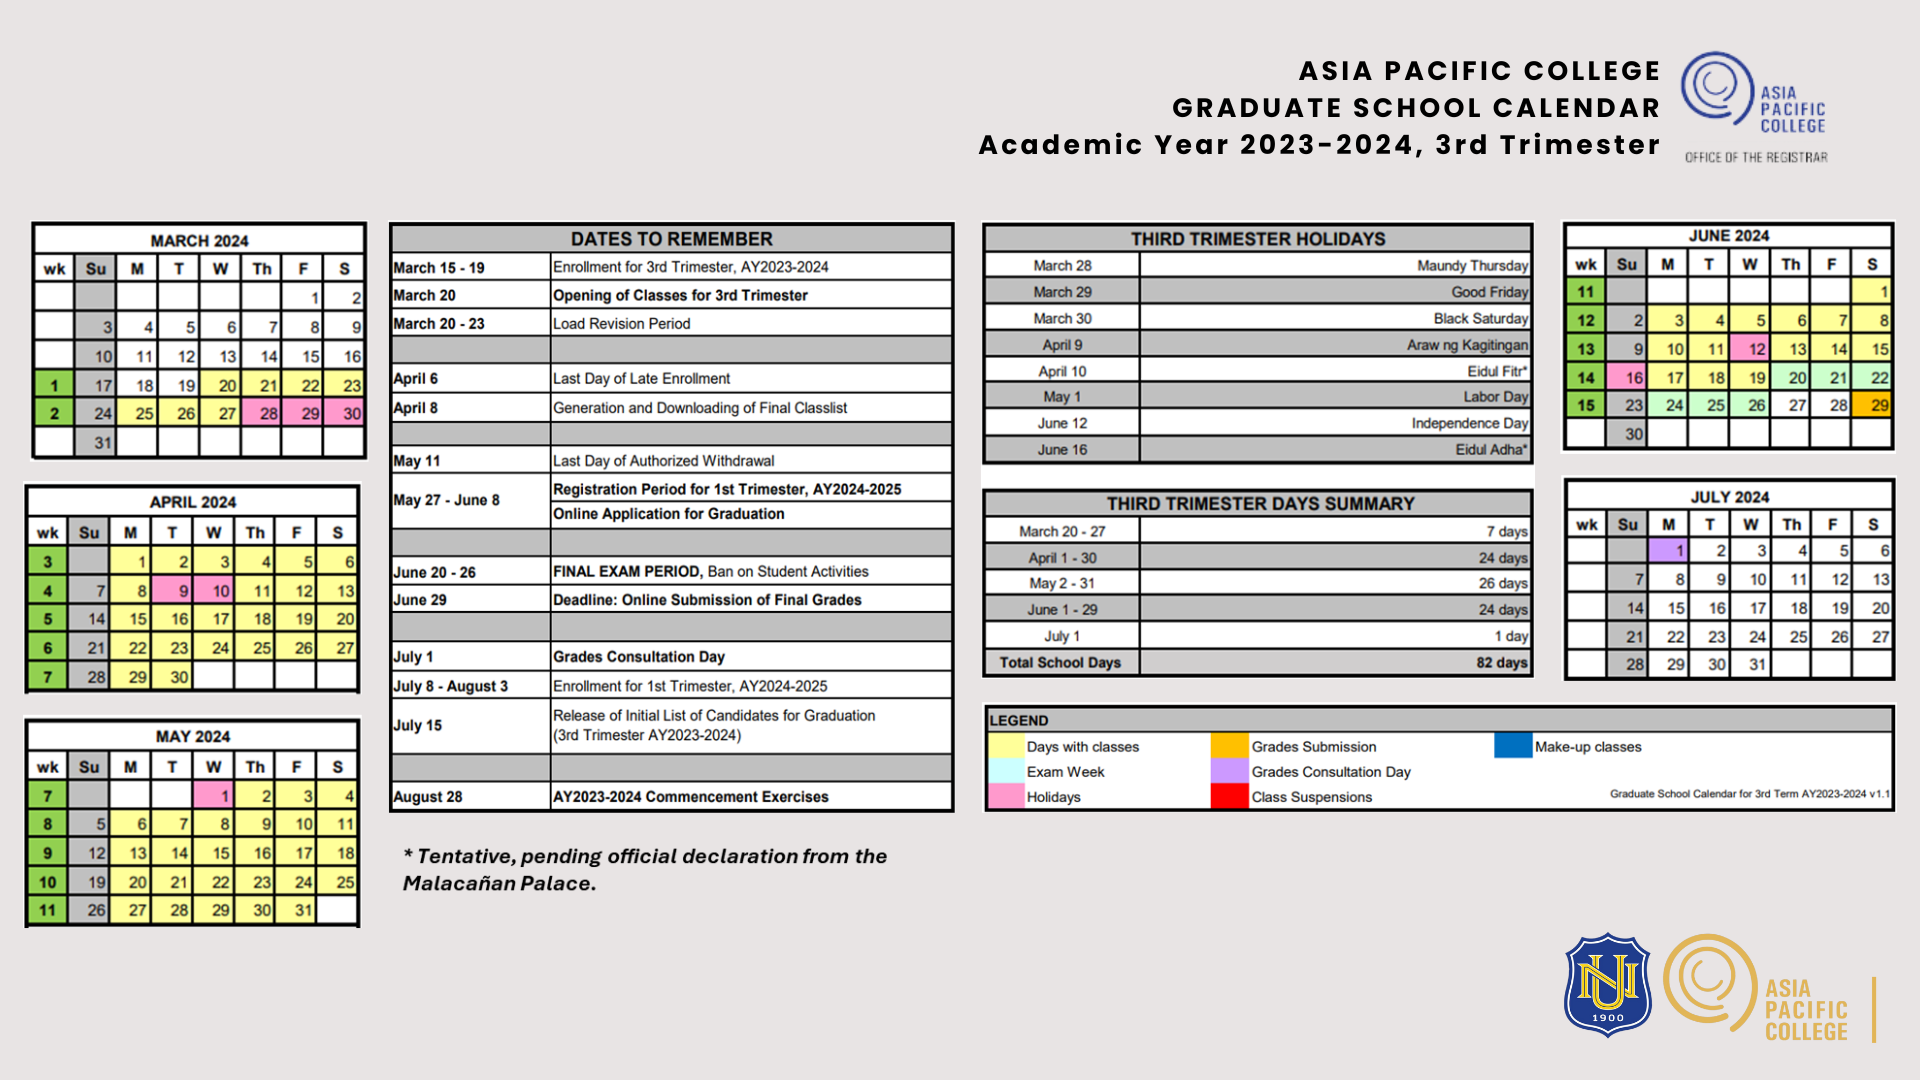 ASIA PACIFIC COLLEGE
GRADUATE SCHOOL CALENDAR
Academic Year 2023-2024, 3rd Trimester
ASIA
PACIFIC
COLLEGE
OFFICE OF THE REGISTRAR
MARCH 2024
wk Su M T W Th F S
1 2
3 4 5 6 7 8 9
10 11 12 13 14 15 16
1 17 18 19 20 21 22 23
2 24 25 26 27 28 29 30
31
APRIL 2024
wk Su M T W Th F S
3 1 2 3 4 5 6
4 7 8 9 10 11 12 13
5 14 15 16 17 18 19 20
6 21 22 23 24 25 26 27
7 28 29 30
MAY 2024
wk Su M T W Th F S
7 1 2 3 4
8 5 6 7 8 9 10 11
9 12 13 14 15 16 17 18
10 19 20 21 22 23 24 25
11 26 27 28 29 30 31
DATES TO REMEMBER
March 15 - 19 Enrollment for 3rd Trimester, AY2023-2024
March 20 Opening of Classes for 3rd Trimester
March 20 - 23 Load Revision Period
April 6 Last Day of Late Enrollment
April 8 Generation and Downloading of Final Classlist
May 11 Last Day of Authorized Withdrawal
May 27 - June 8 Registration Period for 1st Trimester, AY2024-2025
Online Application for Graduation
June 20 - 26 FINAL EXAM PERIOD, Ban on Student Activities
June 29 Deadline: Online Submission of Final Grades
July 1 Grades Consultation Day
July 8 - August 3 Enrollment for 1st Trimester, AY2024-2025
July 15 Release of Initial List of Candidates for Graduation
(3rd Trimester AY2023-2024)
August 28 AY2023-2024 Commencement Exercises
* Tentative, pending official declaration from the
Malacañan Palace.
THIRD TRIMESTER HOLIDAYS
March 28 Maundy Thursday
March 29 Good Friday
March 30 Black Saturday
April 9 Araw ng Kagitingan
April 10 Eidul Fitr*
May 1 Labor Day
June 12 Independence Day
June 16 Eidul Adha*
THIRD TRIMESTER DAYS SUMMARY
March 20 - 27 7 days
April 1 - 30 24 days
May 2 - 31 26 days
June 1 - 29 24 days
July 1 1 day
Total School Days 82 days
JUNE 2024
wk Su M T W Th F S
11 1
12 2 3 4 5 6 7 8
13 9 10 11 12 13 14 15
14 16 17 18 19 20 21 22
15 23 24 25 26 27 28 29
30
JULY 2024
wk Su M T W Th F S
1 2 3 4 5 6
7 8 9 10 11 12 13
14 15 16 17 18 19 20
21 22 23 24 25 26 27
28 29 30 31
LEGEND
Days with classes Grades Submission Make-up classes
Exam Week Grades Consultation Day
Holidays Class Suspensions
Graduate School Calendar for 3rd Term AY2023-2024 v1.1
NU
1900
ASIA
PACIFIC
COLLEGE